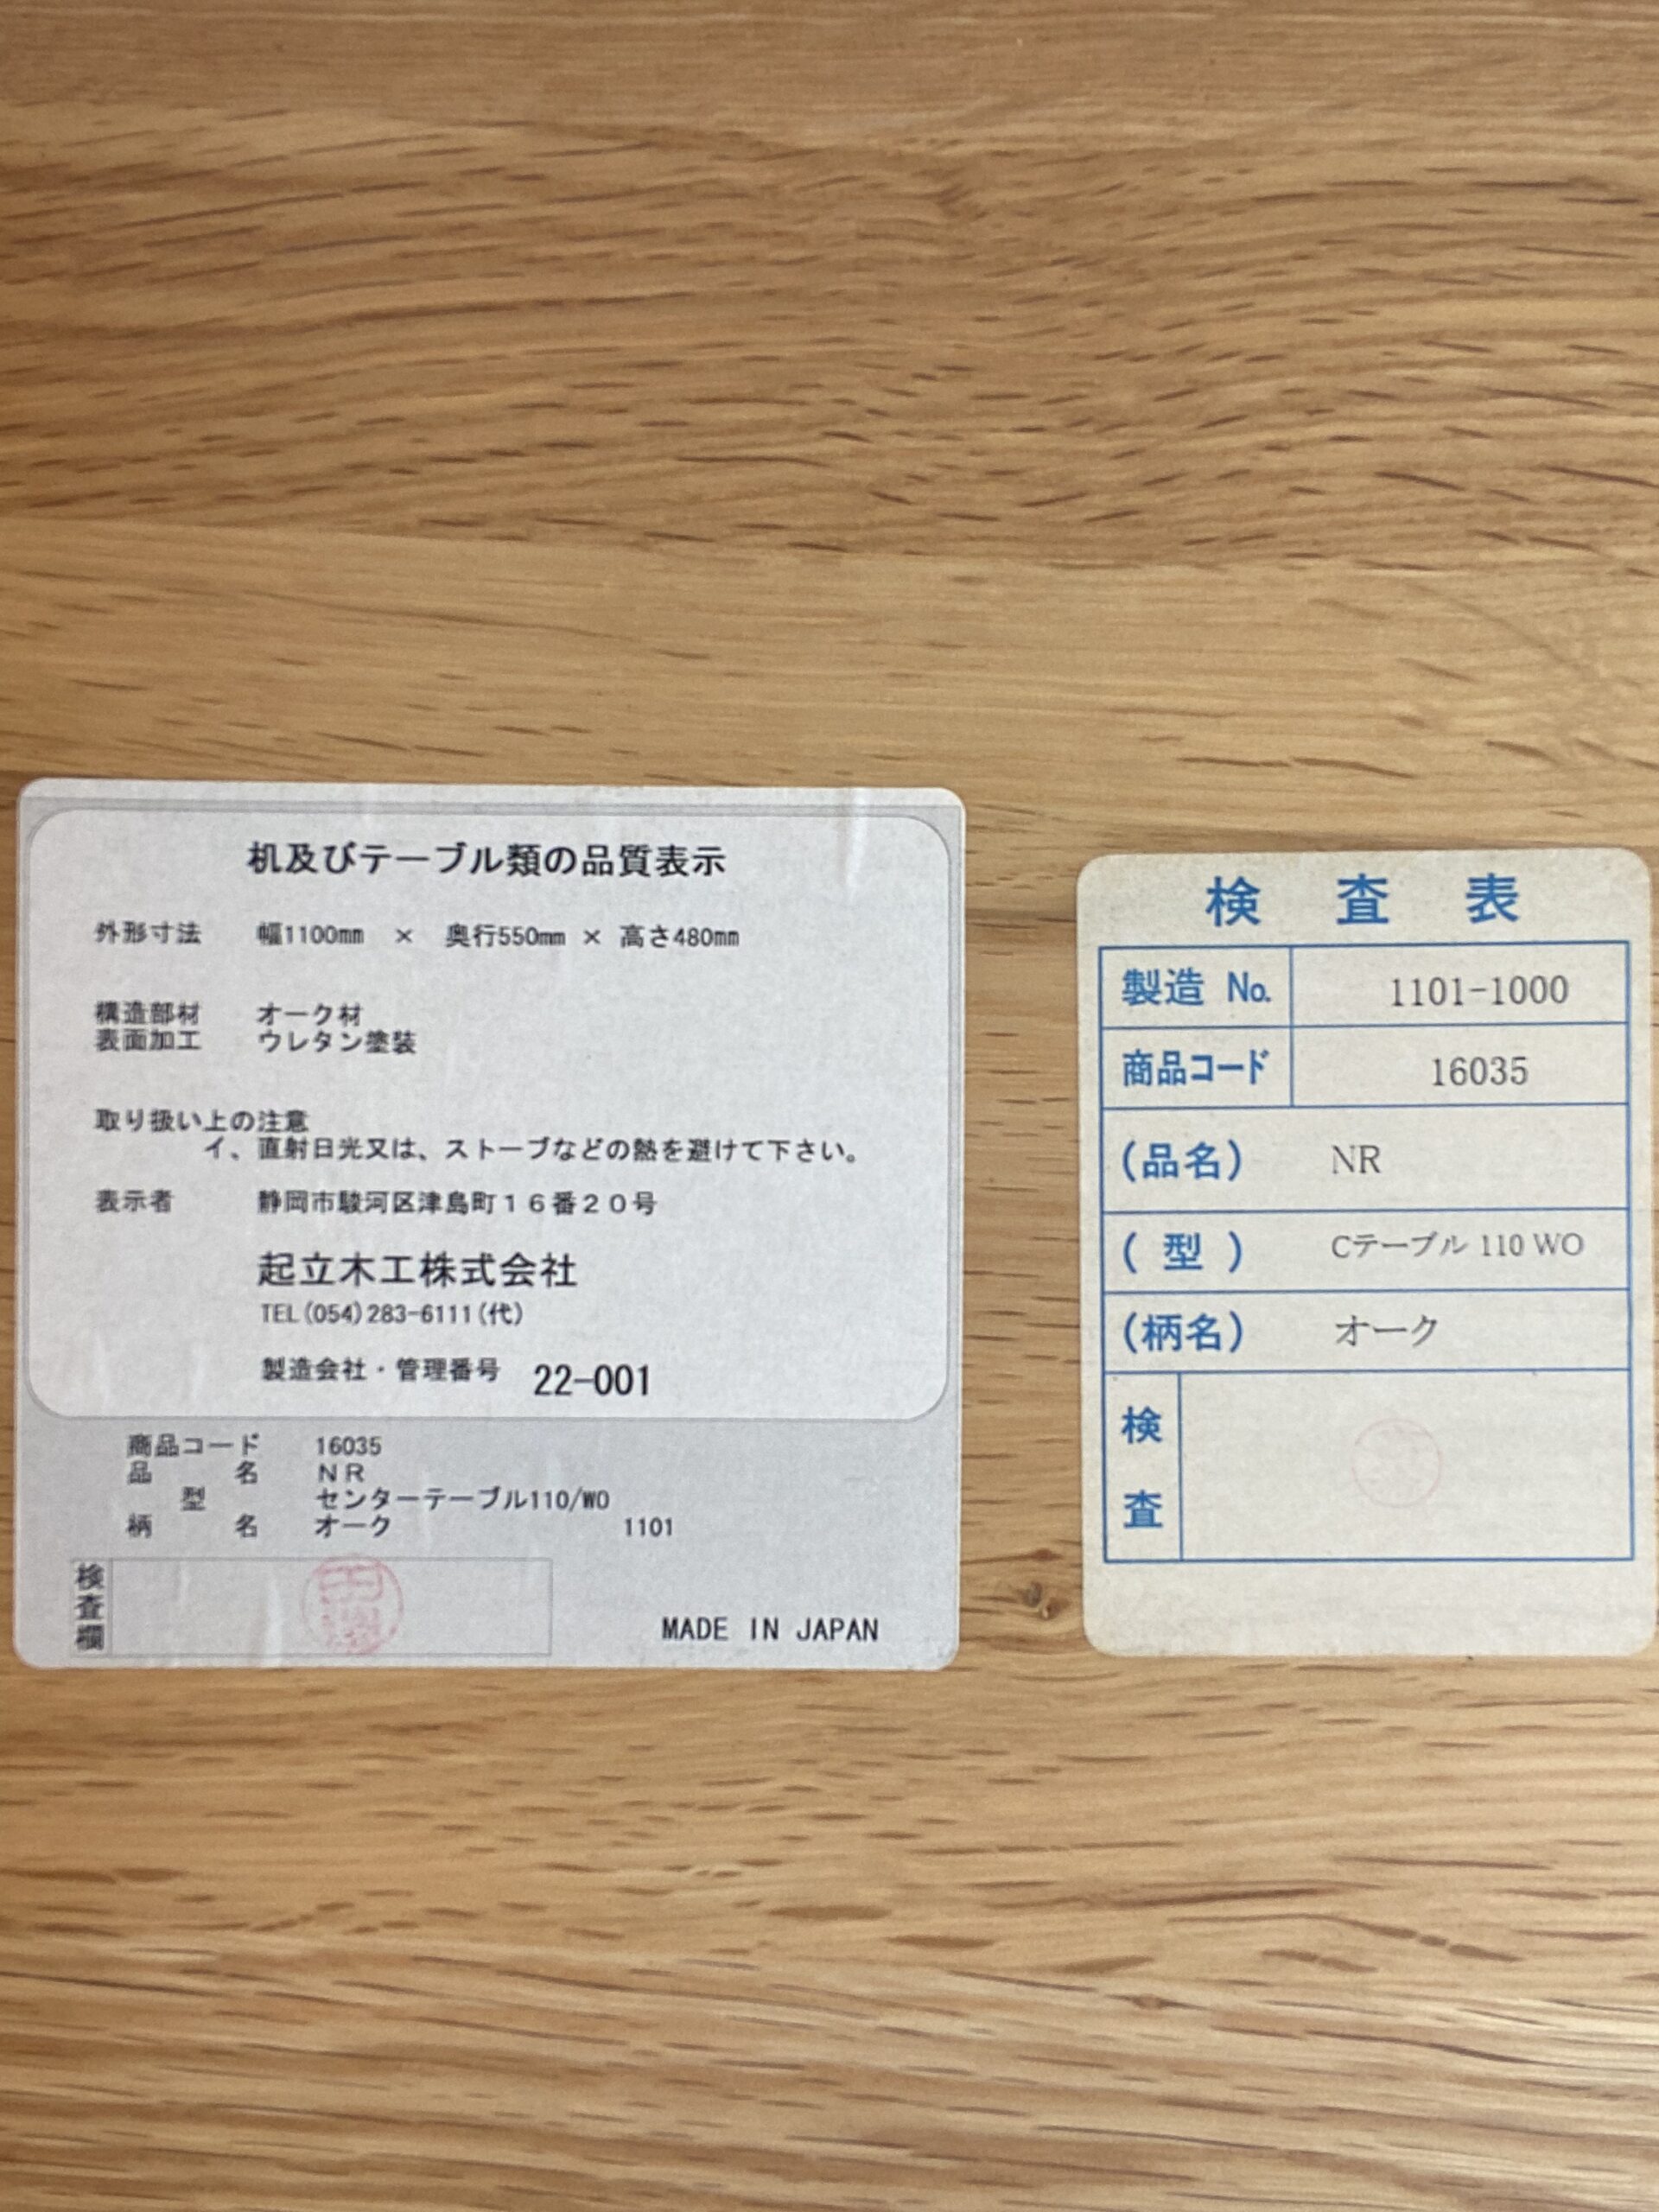 机及びテーブル類の品質表示
外形寸法 幅1100㎜ × 奥行550㎜ × 高さ480㎜
構造部材 オーク材
表面加工 ウレタン塗装
取り扱い上の注意
イ、直射日光又は、ストーブなどの熱を避けて下さい。
表示者 静岡市駿河区津島町16番20号
起立木工株式会社
TEL(054)283-6111(代)
製造会社・管理番号 22-001
商品コード 16035
品名 NR
型 センターテーブル110/WO
柄名 オーク 1101
検査欄
MADE IN JAPAN
検査表
製造 No. 1101-1000
商品コード 16035
(品名) NR
(型) Cテーブル 110 WO
(柄名) オーク
検査